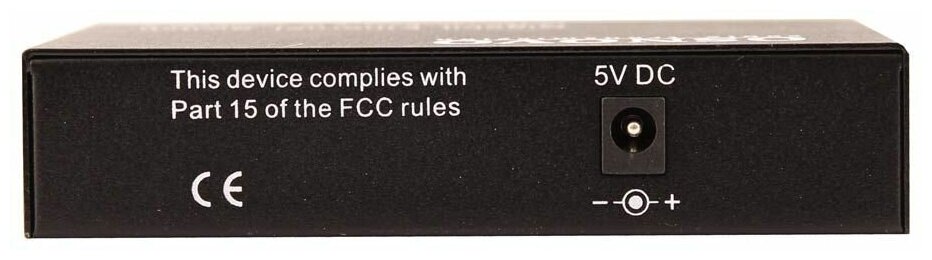 This device complies with
Part 15 of the FCC rules
5V DC
CE
− +